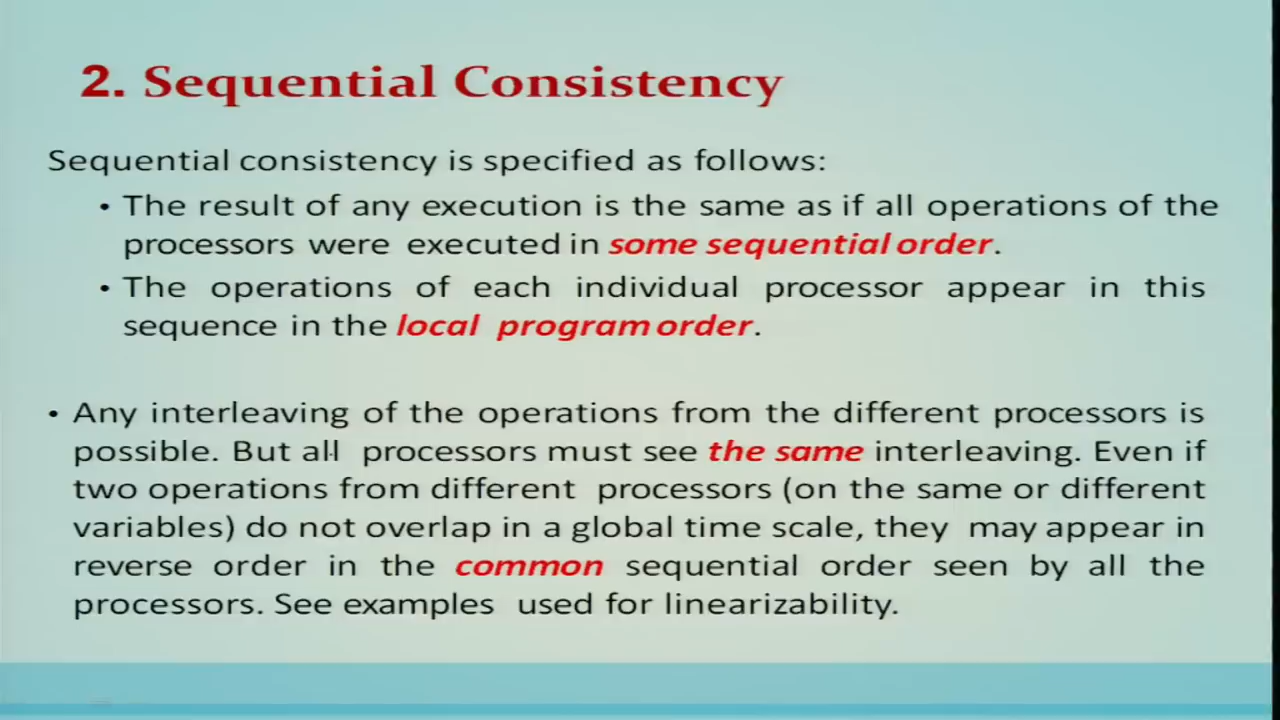 2. Sequential Consistency
Sequential consistency is specified as follows:
• The result of any execution is the same as if all operations of the
processors were executed in some sequential order.
• The operations of each individual processor appear in this
sequence in the local program order.
• Any interleaving of the operations from the different processors is
possible. But all processors must see the same interleaving. Even if
two operations from different processors (on the same or different
variables) do not overlap in a global time scale, they may appear in
reverse order in the common sequential order seen by all the
processors. See examples used for linearizability.